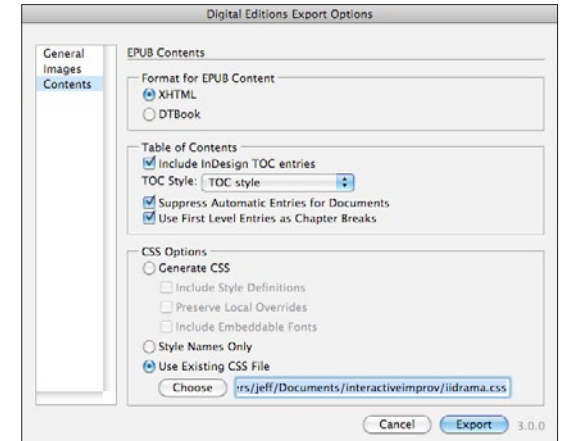 Digital Editions Export Options
General
Images
Contents
EPUB Contents
Format for EPUB Content
XHTML
DTBook
Table of Contents
Include InDesign TOC entries
TOC Style: TOC style
Suppress Automatic Entries for Documents
Use First Level Entries as Chapter Breaks
CSS Options
Generate CSS
Include Style Definitions
Preserve Local Overrides
Include Embeddable Fonts
Style Names Only
Use Existing CSS File
Choose ers/jeff/Documents/interactiveimprov/iidrama.css
Cancel Export 3.0.0